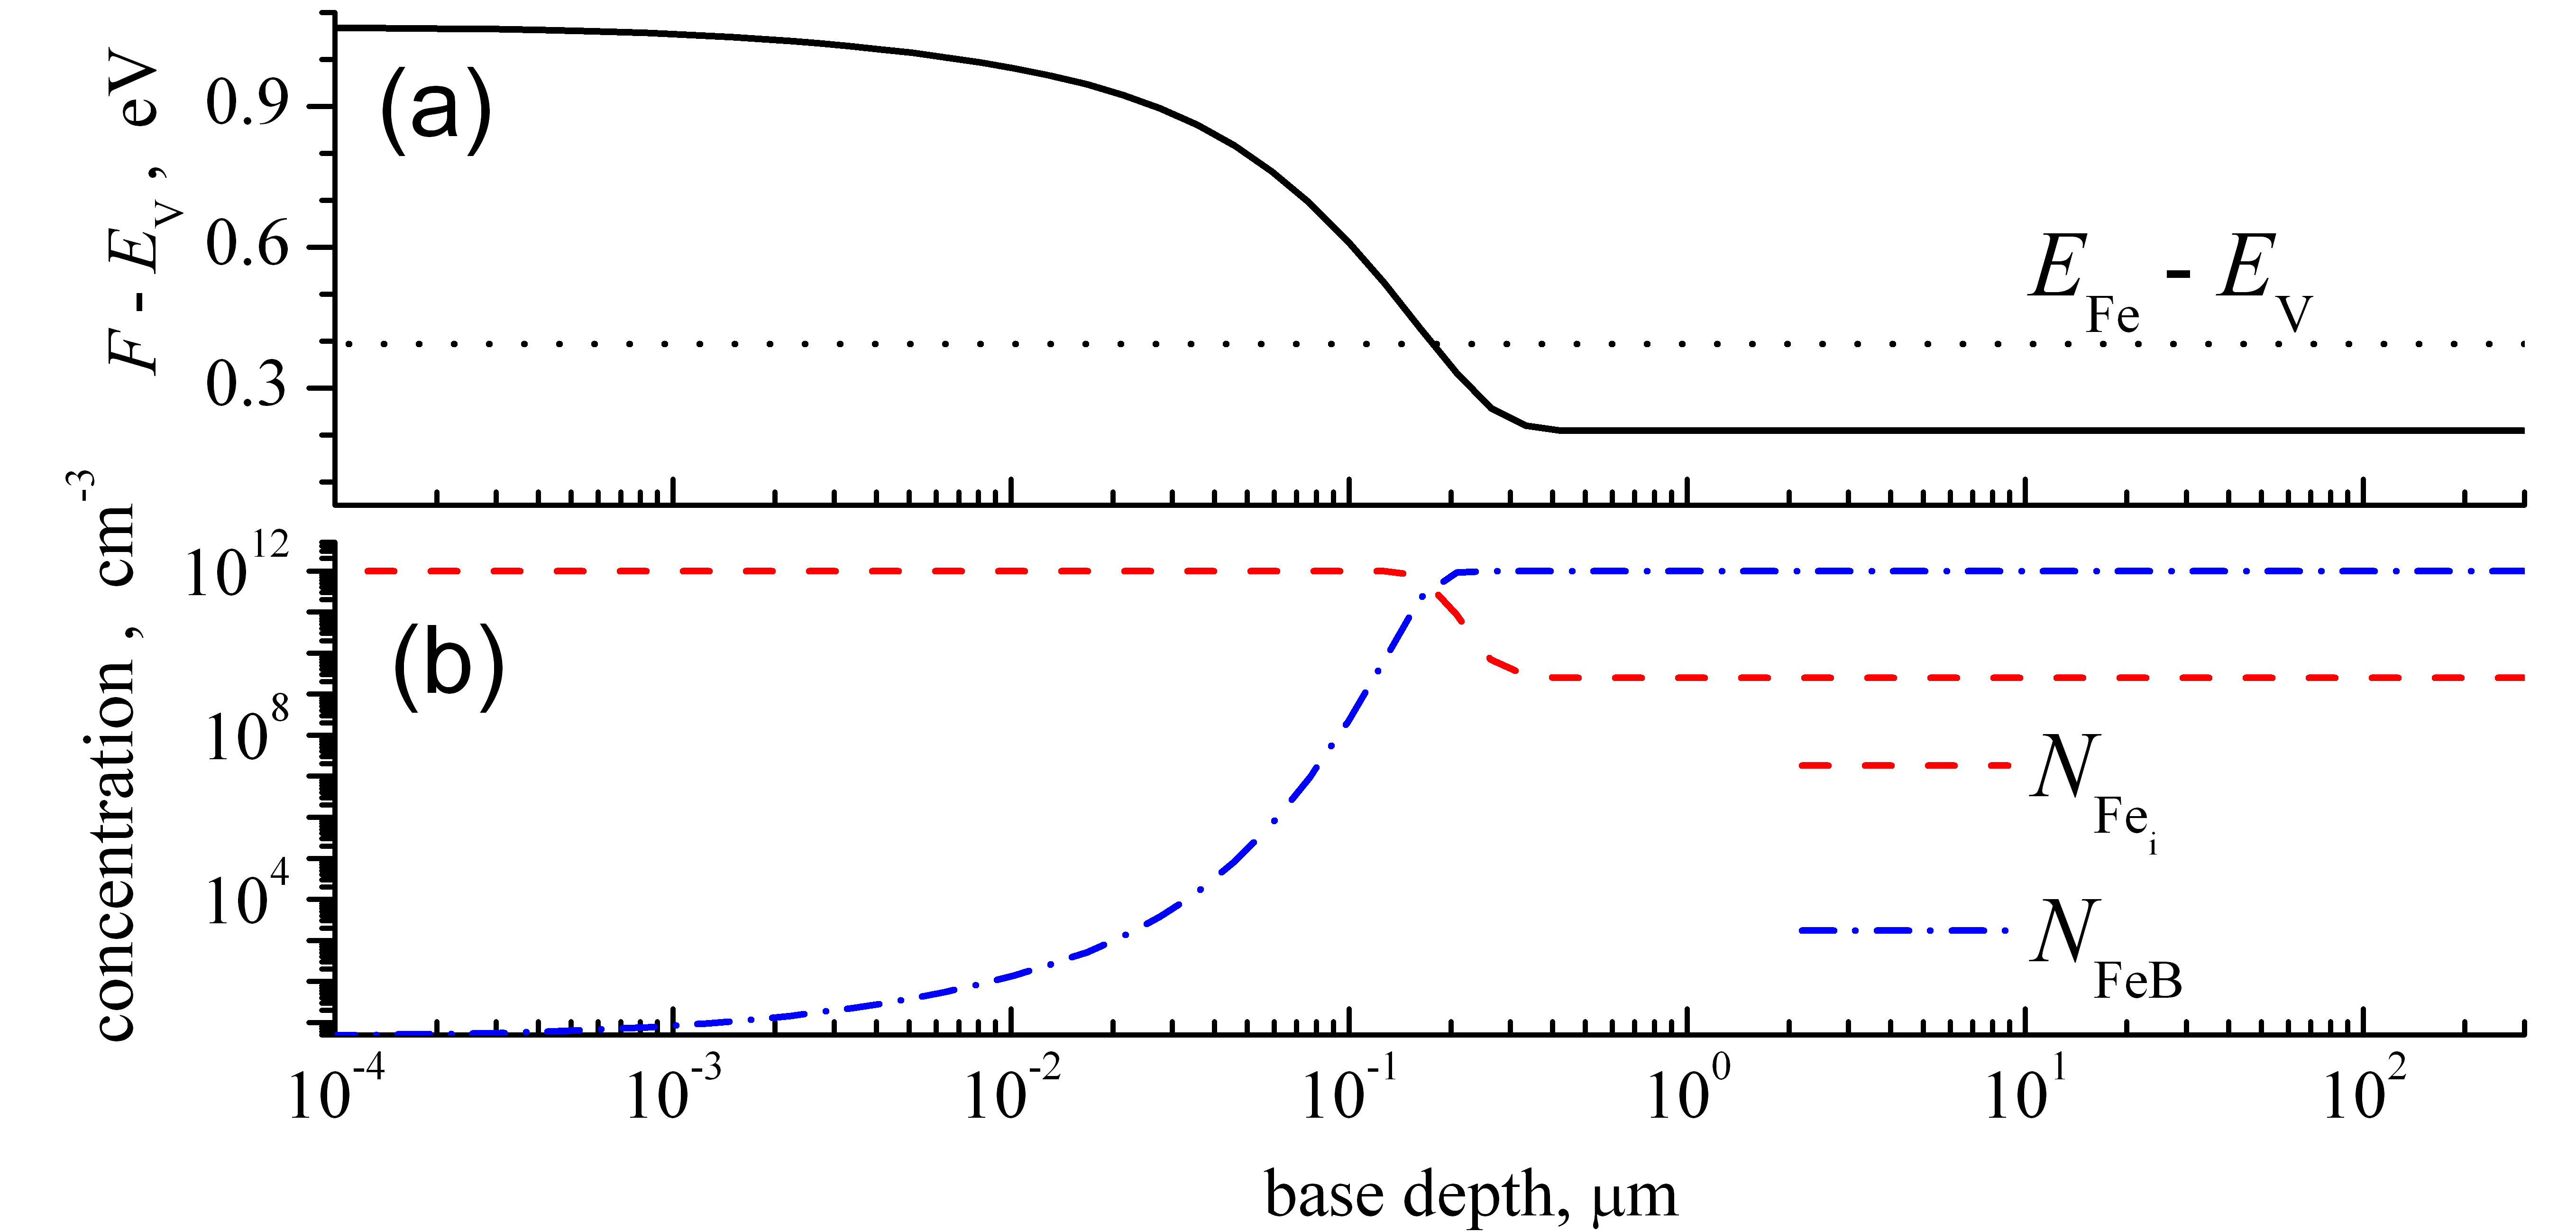 (a)
F - E_V, eV
0.9
0.6
0.3
E_Fe - E_V
(b)
concentration, cm^-3
10^12
10^8
10^4
N_Fe_i
N_FeB
10^-4 10^-3 10^-2 10^-1 10^0 10^1 10^2
base depth, μm